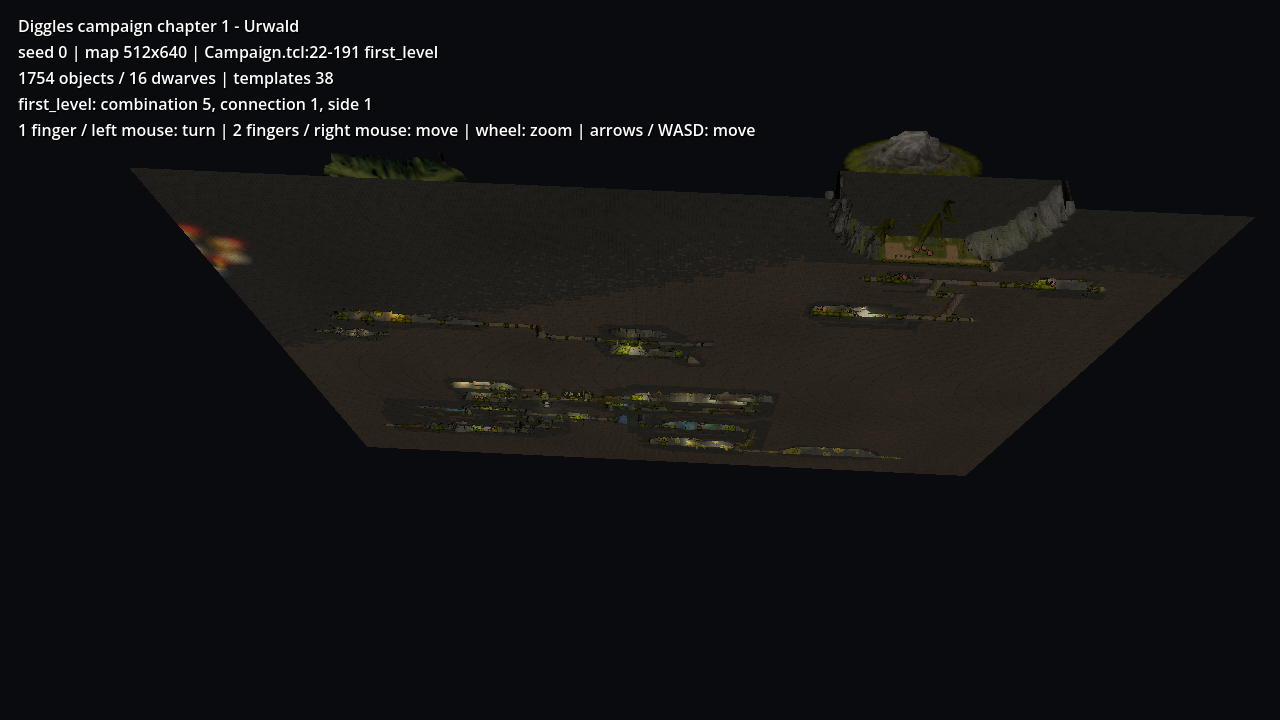 Diggles campaign chapter 1 - Urwald
seed 0 | map 512x640 | Campaign.tcl:22-191 first_level
1754 objects / 16 dwarves | templates 38
first_level: combination 5, connection 1, side 1
1 finger / left mouse: turn | 2 fingers / right mouse: move | wheel: zoom | arrows / WASD: move